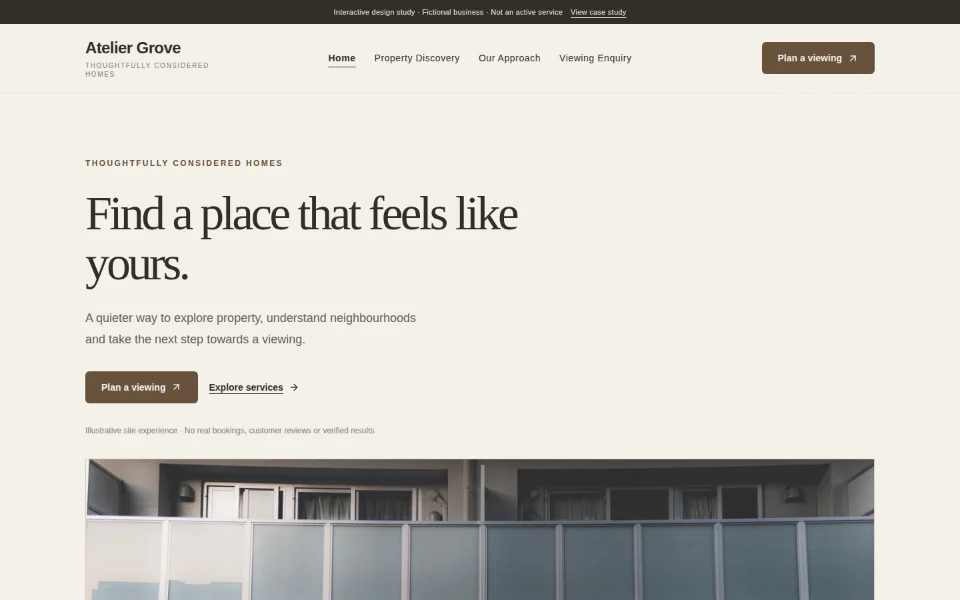 Interactive design study · Fictional business · Not an active service View case study
Atelier Grove
THOUGHTFULLY CONSIDERED
HOMES
Home Property Discovery Our Approach Viewing Enquiry
Plan a viewing
THOUGHTFULLY CONSIDERED HOMES
Find a place that feels like
yours.
A quieter way to explore property, understand neighbourhoods
and take the next step towards a viewing.
Plan a viewing
Explore services
Illustrative site experience · No real bookings, customer reviews or verified results